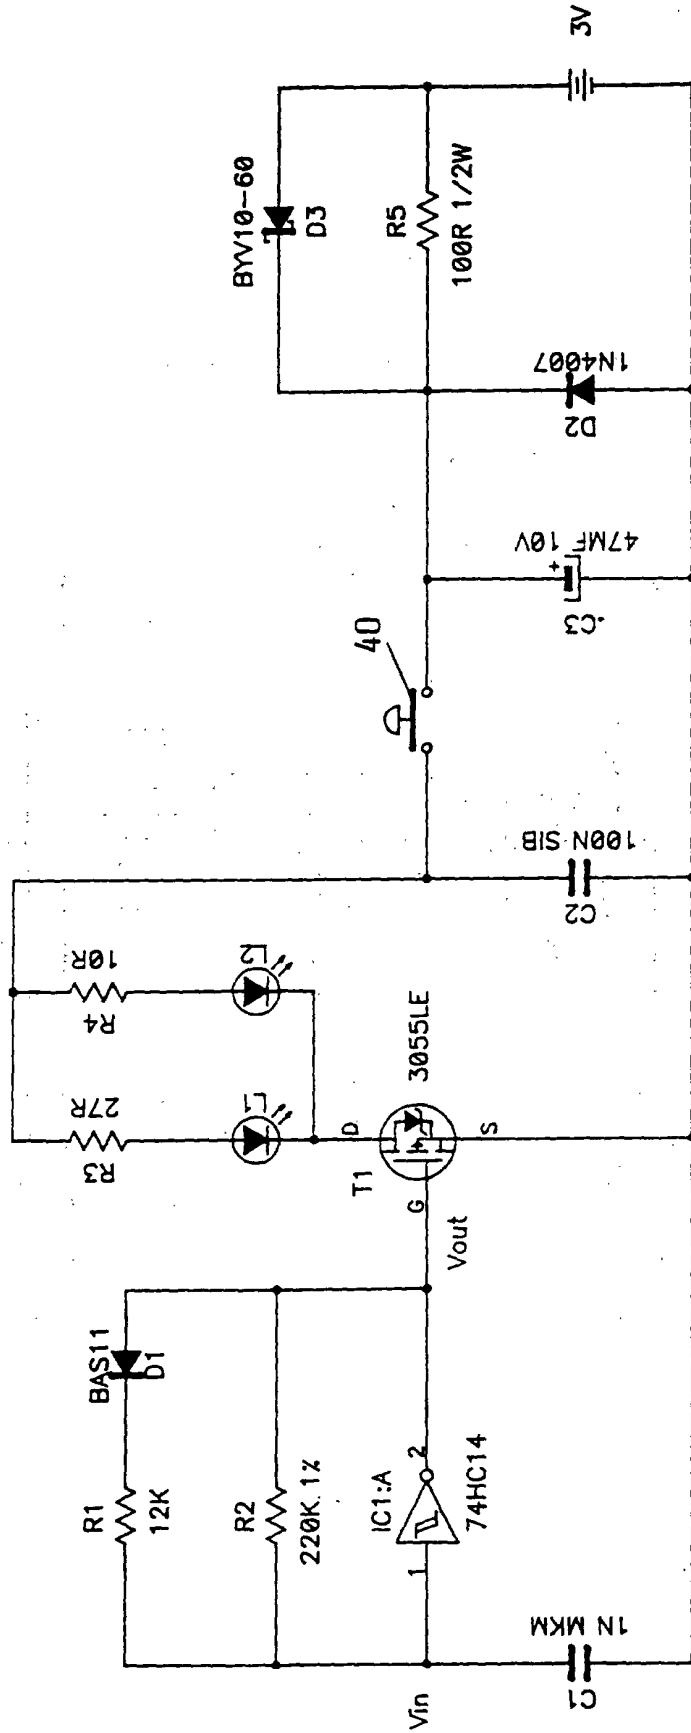 BAS11
D1
R1
12K
R2
220K 1%
IC1:A
1
2
74HC14
Vin
C1
1N MKM
Vout
R3
27R
L1
R4
10R
L2
T1
D
G
S
3055LE
C2
100N SIB
40
C3
47MF 10V
+
BYV10-60
D3
R5
100R 1/2W
D2
1N4007
3V